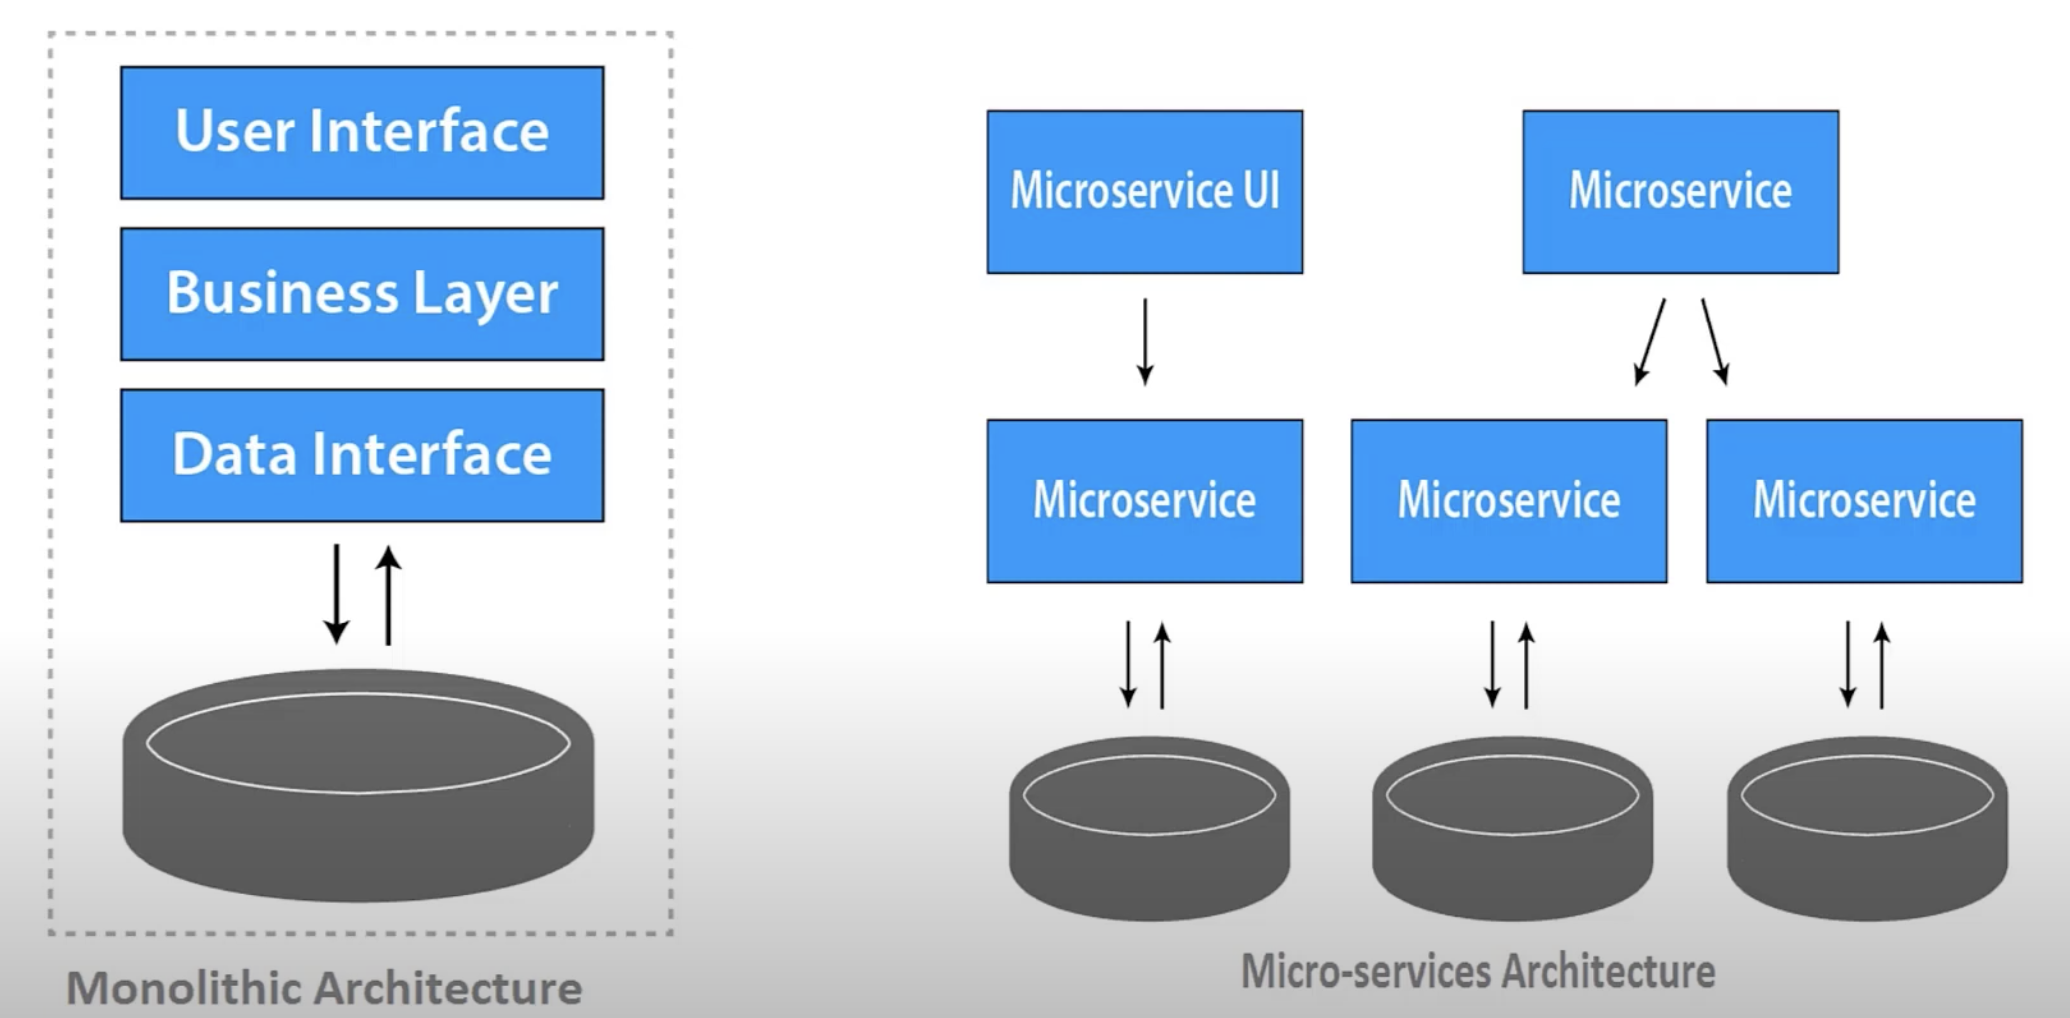 User Interface
Business Layer
Data Interface
Monolithic Architecture
Microservice UI
Microservice
Microservice
Microservice
Microservice
Micro-services Architecture